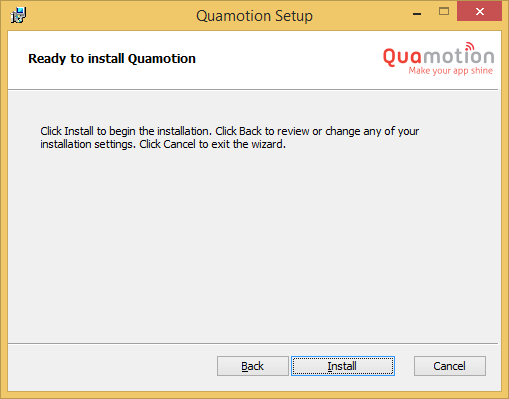 Quamotion Setup
Ready to install Quamotion
Quamotion
Make your app shine
Click Install to begin the installation. Click Back to review or change any of your
installation settings. Click Cancel to exit the wizard.
Back
Install
Cancel